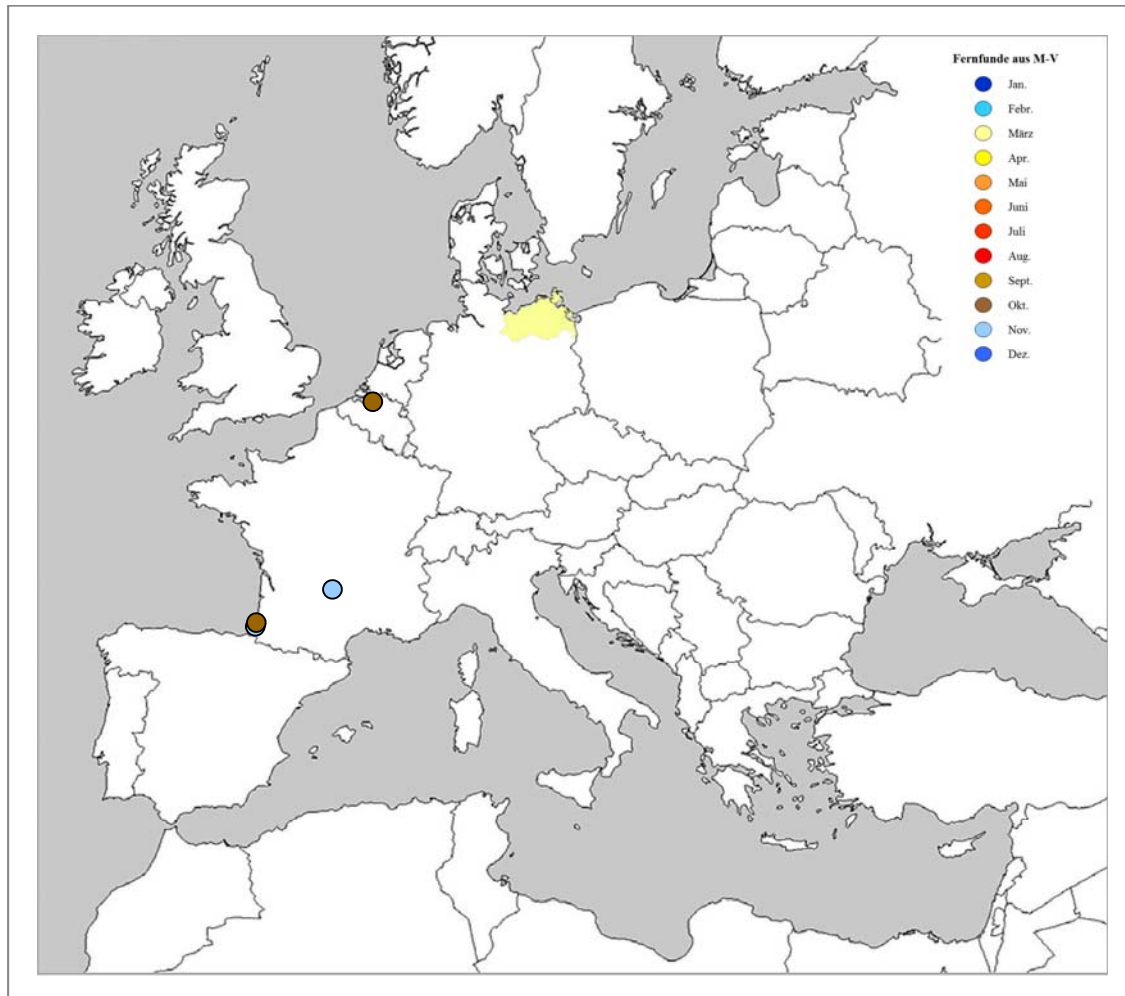 Fernfunde aus M-V
Jan.
Febr.
März
Apr.
Mai
Juni
Juli
Aug.
Sept.
Okt.
Nov.
Dez.